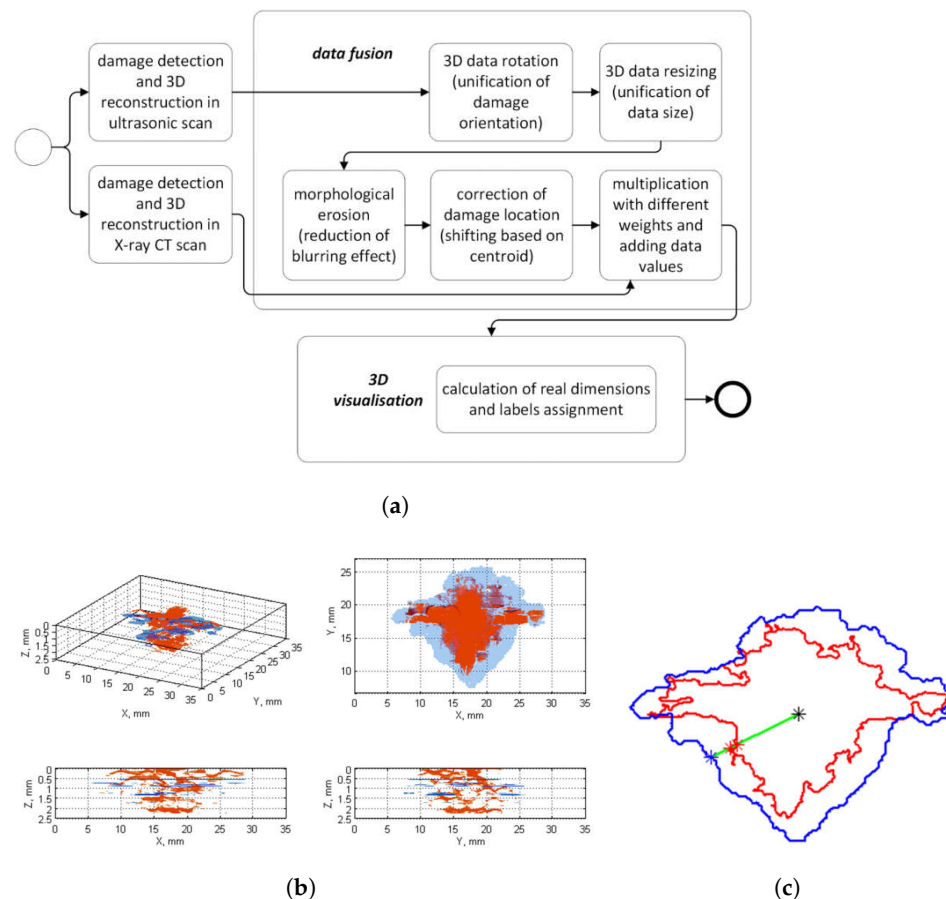 damage detection
and 3D
reconstruction in
ultrasonic scan
data fusion
3D data rotation
(unification of
damage
orientation)
3D data resizing
(unification of
data size)
damage detection
and 3D
reconstruction in
X-ray CT scan
morphological
erosion
(reduction of
blurring effect)
correction of
damage location
(shifting based on
centroid)
multiplication
with different
weights and
adding data
values
3D
visualisation
calculation of real dimensions
and labels assignment
(a)
Z, mm
0
0.5
1
1.5
2
2.5
0 5 10 15 20 25 30 35
X, mm
0 5 10 15 20 25 30 35
Y, mm
Y, mm
25
20
15
10
0 5 10 15 20 25 30 35
X, mm
Z, mm
0
0.5
1
1.5
2
2.5
0 5 10 15 20 25 30 35
X, mm
Z, mm
0
0.5
1
1.5
2
2.5
0 5 10 15 20 25 30 35
Y, mm
(b)
(c)